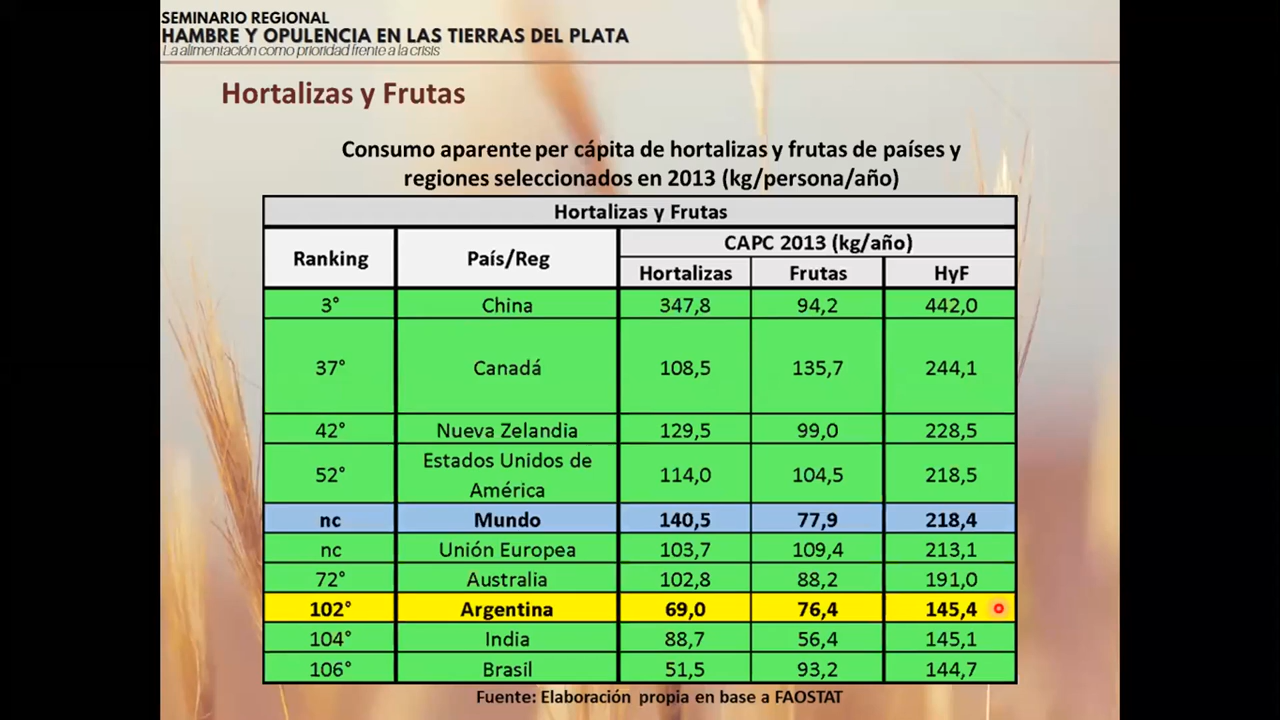 SEMINARIO REGIONAL
HAMBRE Y OPULENCIA EN LAS TIERRAS DEL PLATA
La alimentación como prioridad frente a la crisis
Hortalizas y Frutas
Consumo aparente per cápita de hortalizas y frutas de países y
regiones seleccionados en 2013 (kg/persona/año)
Hortalizas y Frutas
Ranking País/Reg CAPC 2013 (kg/año)
Hortalizas Frutas HyF
3° China 347,8 94,2 442,0
37° Canadá 108,5 135,7 244,1
42° Nueva Zelandia 129,5 99,0 228,5
52° Estados Unidos de América 114,0 104,5 218,5
nc Mundo 140,5 77,9 218,4
nc Unión Europea 103,7 109,4 213,1
72° Australia 102,8 88,2 191,0
102° Argentina 69,0 76,4 145,4
104° India 88,7 56,4 145,1
106° Brasil 51,5 93,2 144,7
Fuente: Elaboración propia en base a FAOSTAT